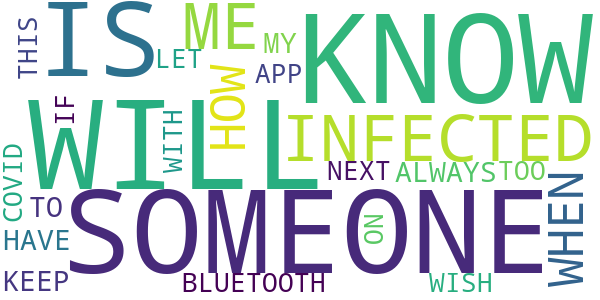 THIS
IS
LET
ME
MY
APP
KNOW
IF
WILL
WITH
HOW
INFECTED
COVID
NEXT
ALWAYS
TOO
TO
HAVE
KEEP
SOMEONE
ON
WHEN
BLUETOOTH
WISH